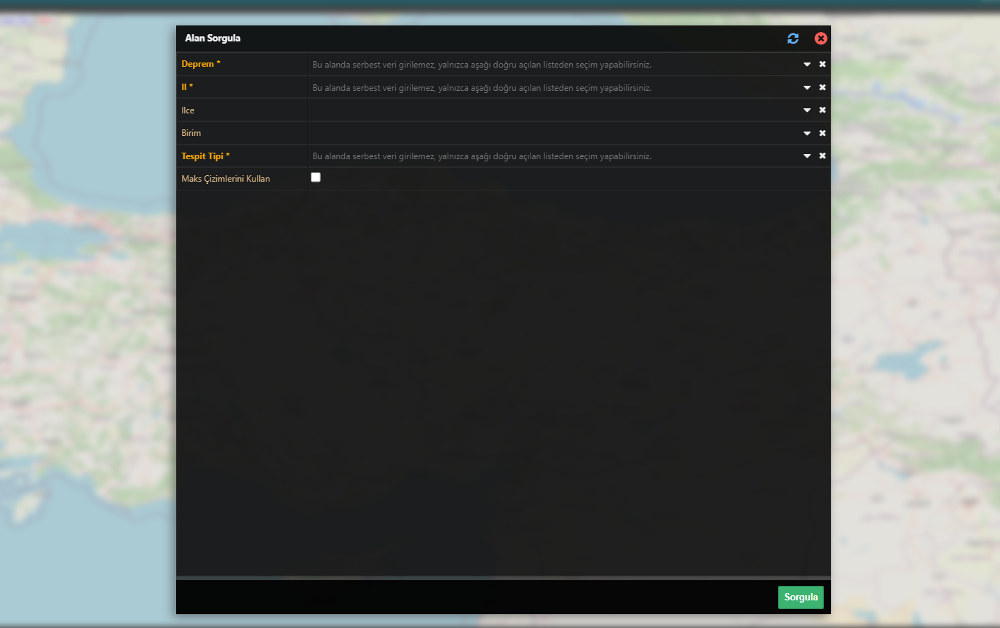 Alan Sorgula
Deprem * Bu alanda serbest veri girilemez, yalnızca aşağı doğru açılan listeden seçim yapabilirsiniz.
Il * Bu alanda serbest veri girilemez, yalnızca aşağı doğru açılan listeden seçim yapabilirsiniz.
Ilce
Birim
Tespit Tipi * Bu alanda serbest veri girilemez, yalnızca aşağı doğru açılan listeden seçim yapabilirsiniz.
Maks Çizimlerini Kullan
Sorgula